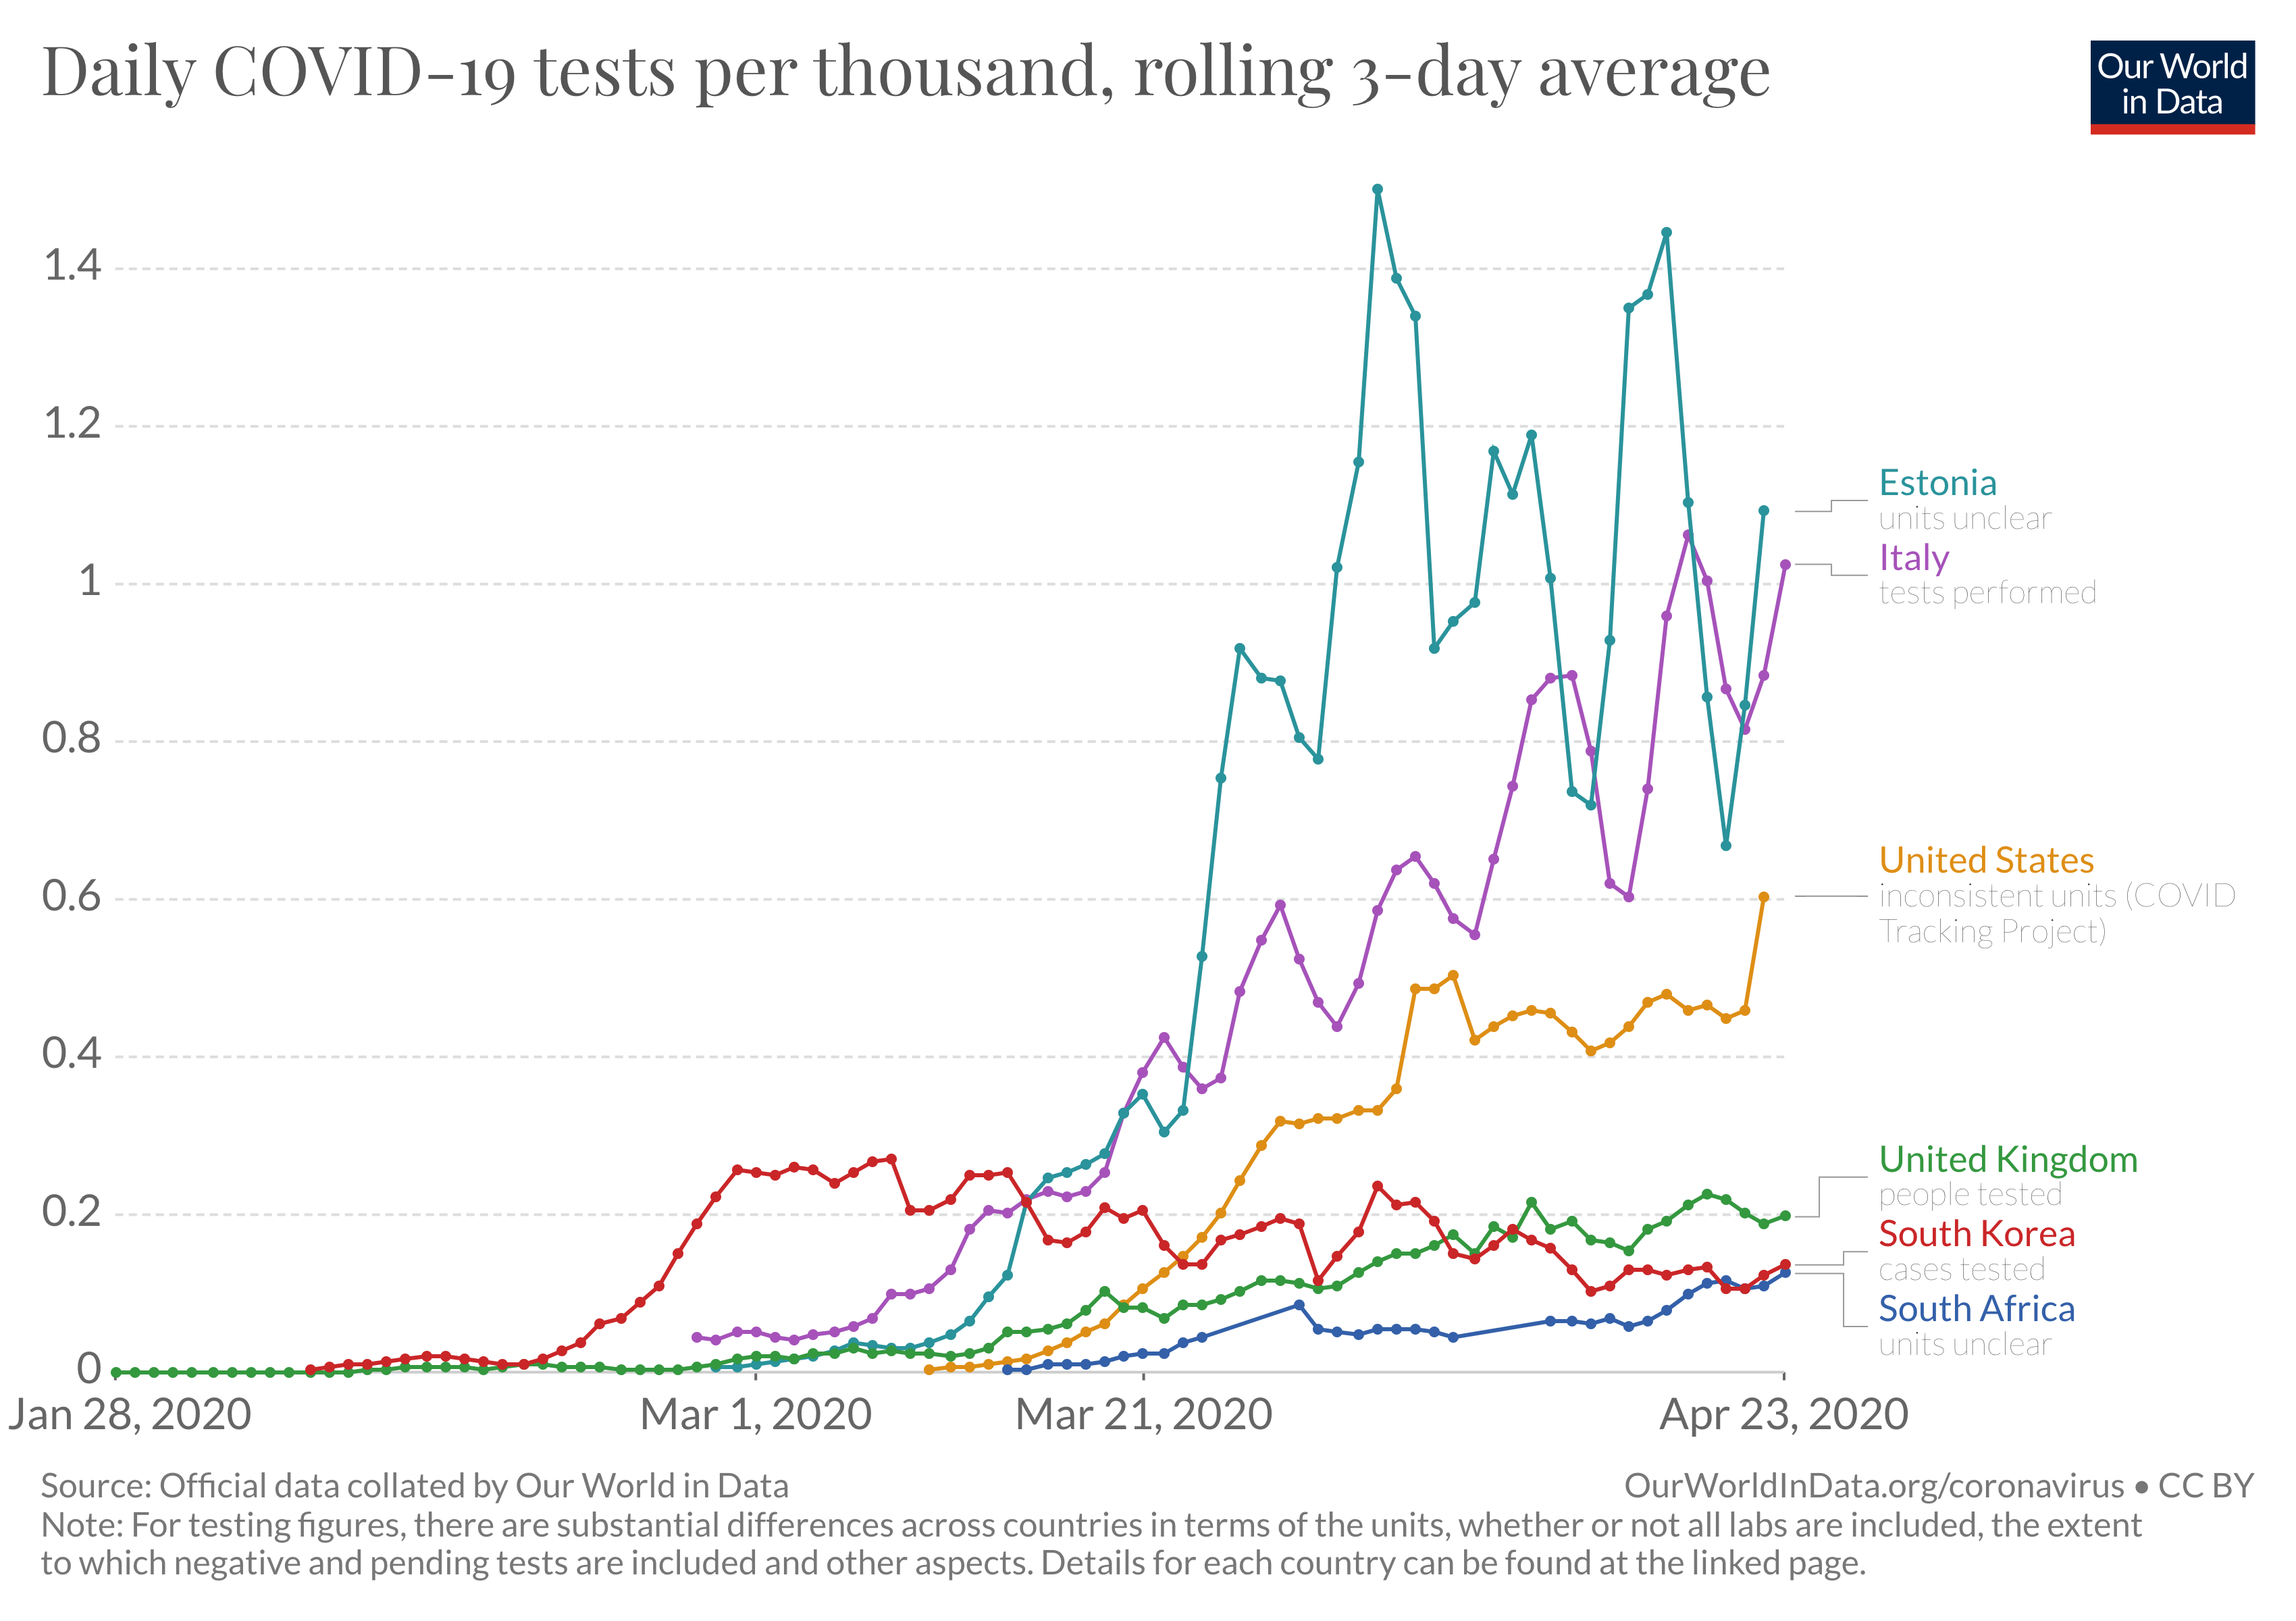 Daily COVID-19 tests per thousand, rolling 3-day average
Our World
in Data
1.4
1.2
1
0.8
0.6
0.4
0.2
0
Estonia
units unclear
Italy
tests performed
United States
inconsistent units (COVID
Tracking Project)
United Kingdom
people tested
South Korea
cases tested
South Africa
units unclear
Jan 28, 2020
Mar 1, 2020
Mar 21, 2020
Apr 23, 2020
Source: Official data collated by Our World in Data
OurWorldInData.org/coronavirus • CC BY
Note: For testing figures, there are substantial differences across countries in terms of the units, whether or not all labs are included, the extent
to which negative and pending tests are included and other aspects. Details for each country can be found at the linked page.